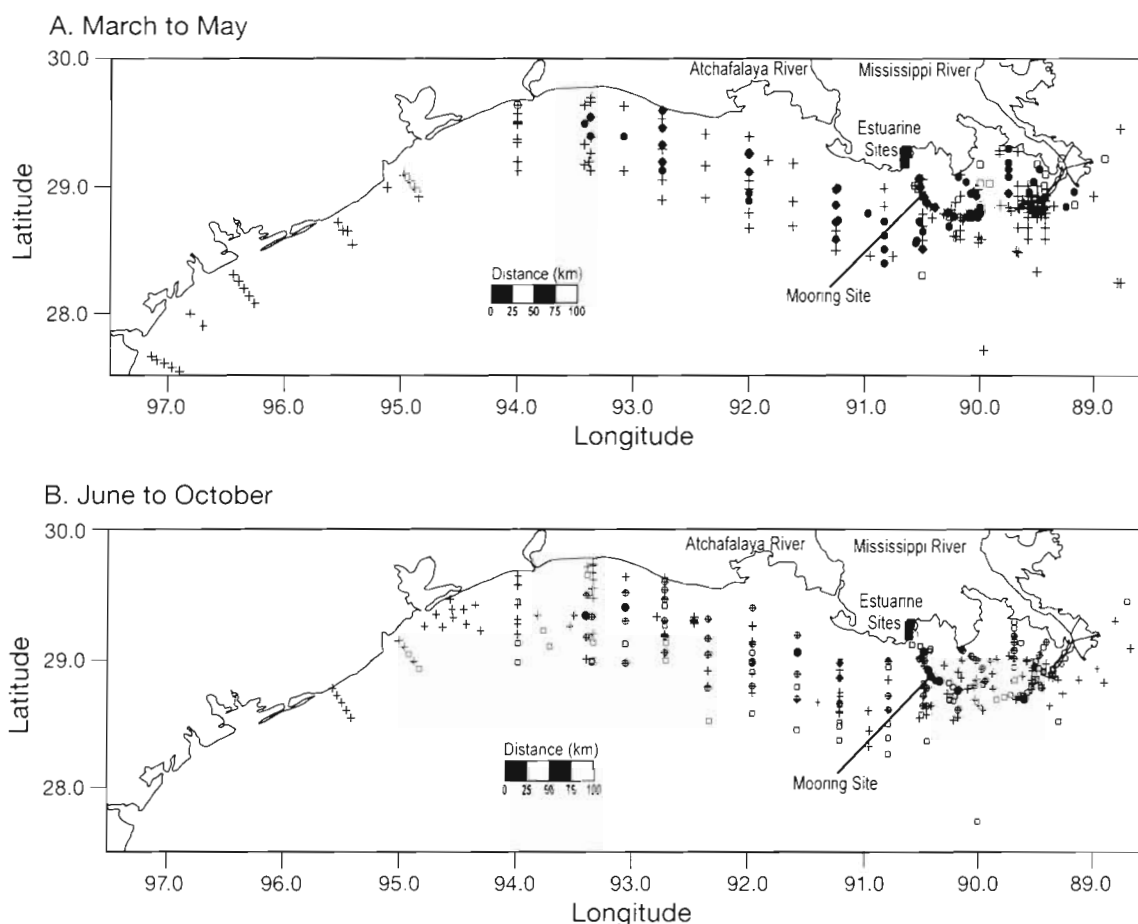 A. March to May
30.0
29.0
28.0
Latitude
Atchafalaya River
Mississippi River
Estuarine
Sites
Mooring Site
Distance (km)
0 25 50 75 100
97.0 96.0 95.0 94.0 93.0 92.0 91.0 90.0 89.0
Longitude
B. June to October
30.0
29.0
28.0
Latitude
Atchafalaya River
Mississippi River
Estuarine
Sites
Mooring Site
Distance (km)
0 25 50 75 100
97.0 96.0 95.0 94.0 93.0 92.0 91.0 90.0 89.0
Longitude